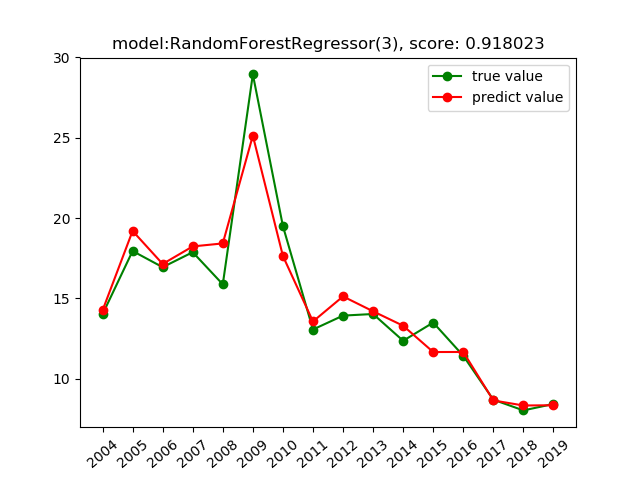 model:RandomForestRegressor(3), score: 0.918023
true value
predict value
30
25
20
15
10
2004 2005 2006 2007 2008 2009 2010 2011 2012 2013 2014 2015 2016 2017 2018 2019